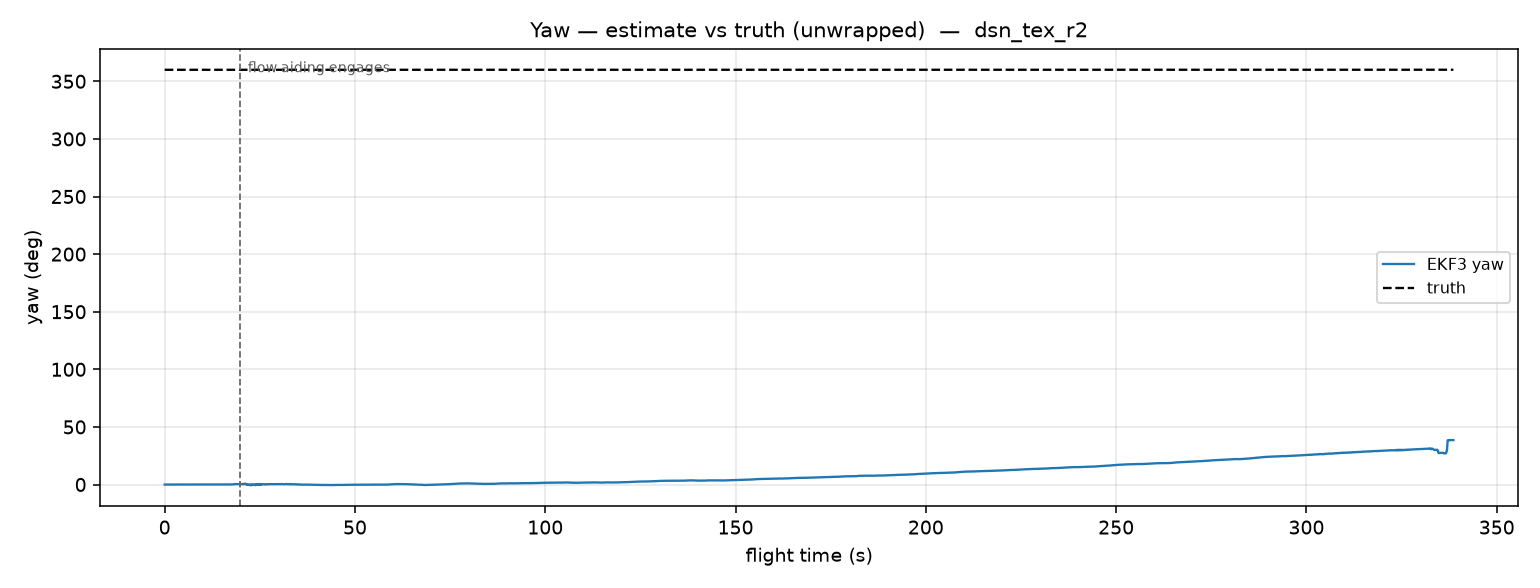 Yaw — estimate vs truth (unwrapped) — dsn_tex_r2
flow aiding engages
350
300
250
200
150
100
50
0
yaw (deg)
EKF3 yaw
truth
0 50 100 150 200 250 300 350
flight time (s)